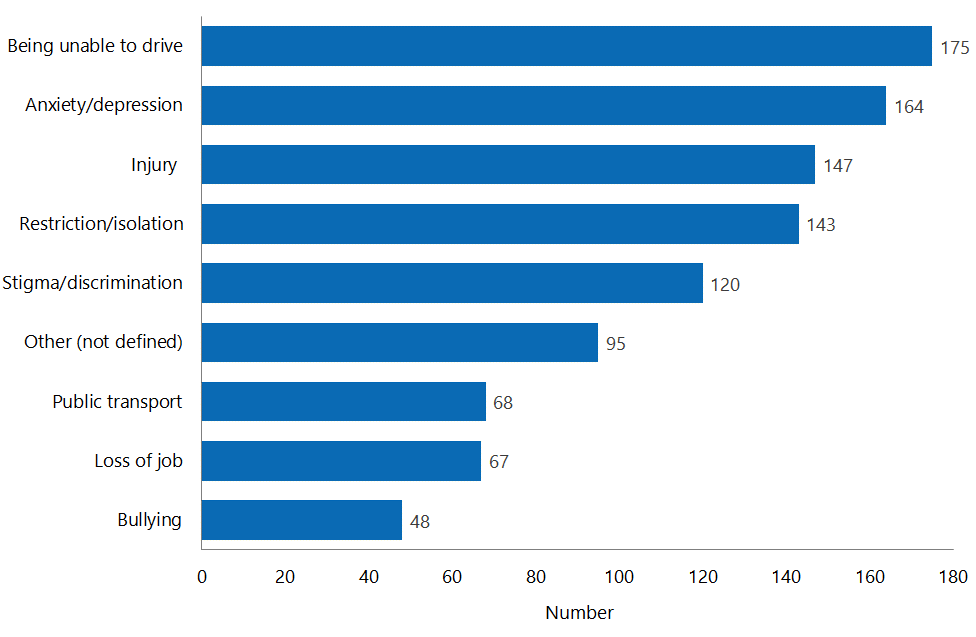 Being unable to drive 175
Anxiety/depression 164
Injury 147
Restriction/isolation 143
Stigma/discrimination 120
Other (not defined) 95
Public transport 68
Loss of job 67
Bullying 48
0 20 40 60 80 100 120 140 160 180
Number